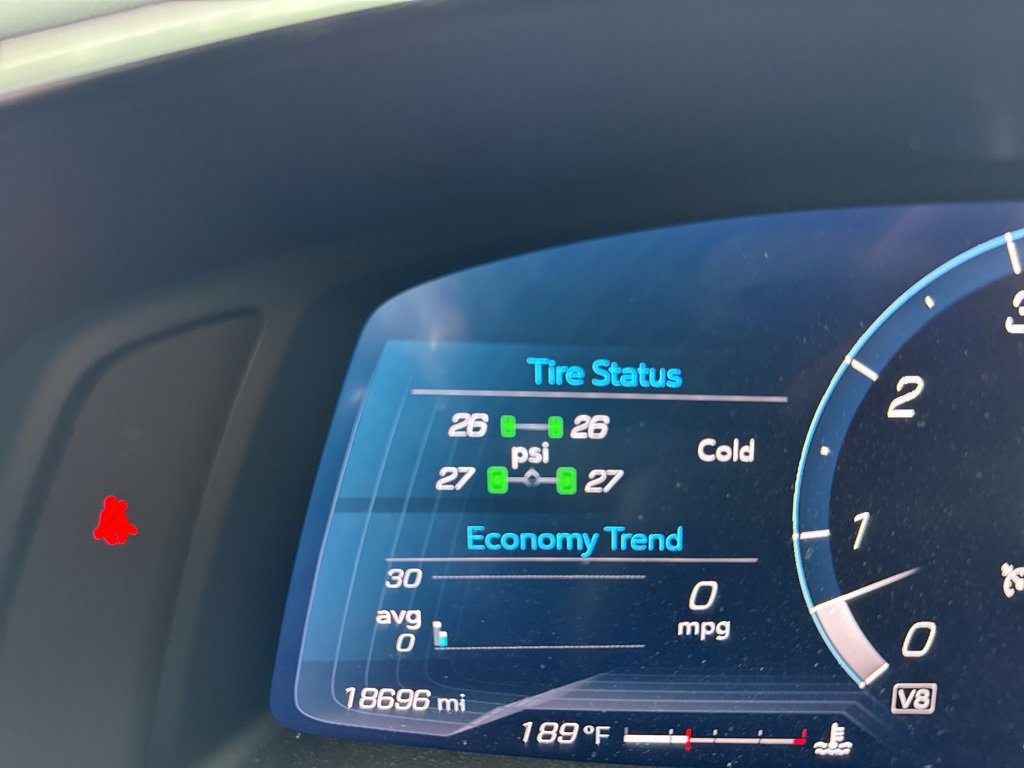 Tire Status
26 26
psi
Cold
27 27
Economy Trend
30
avg
0
0
mpg
18696 mi
189 °F
3
2
1
0
V8